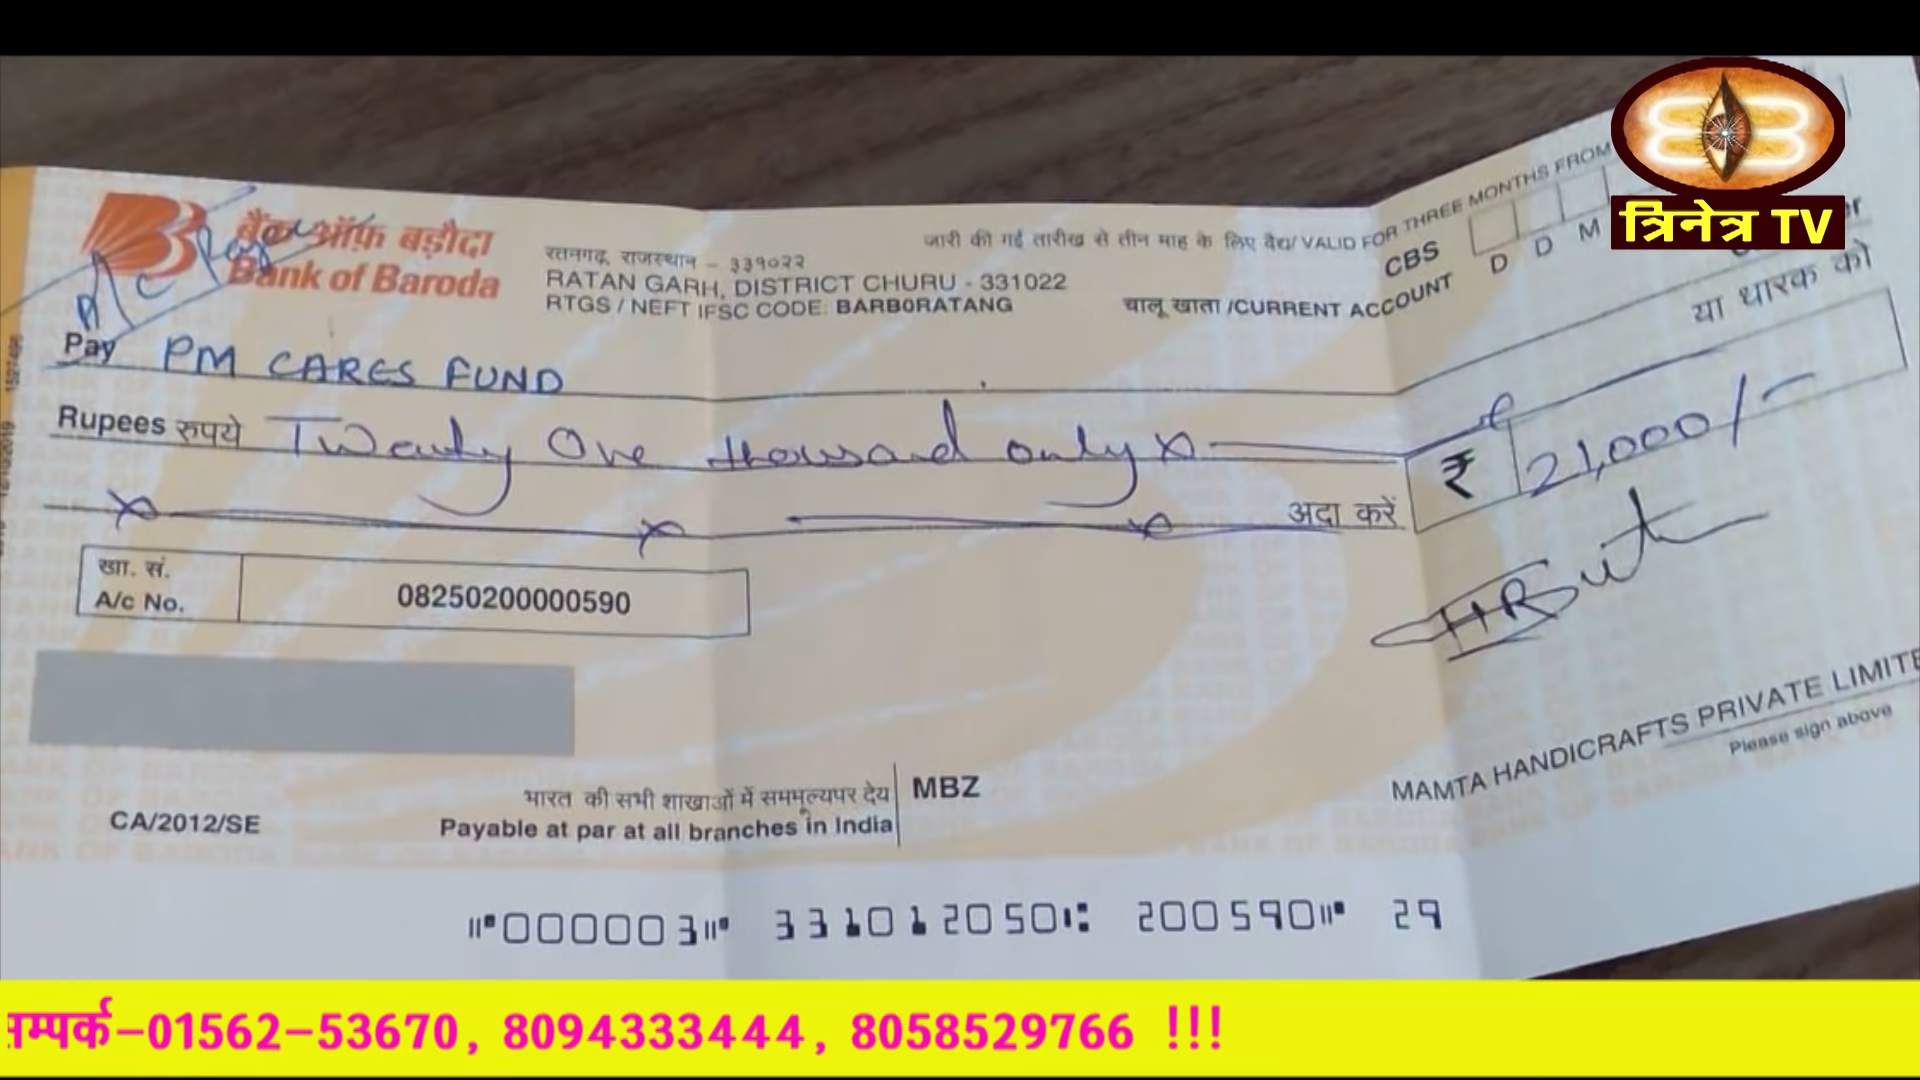 त्रिनेत्र TV
A/C Payee
बैंक ऑफ़ बड़ौदा
Bank of Baroda
रतनगढ़, राजस्थान - ३३१०२२
RATAN GARH, DISTRICT CHURU - 331022
RTGS / NEFT IFSC CODE: BARB0RATANG
जारी की गई तारीख से तीन माह के लिए वैध/ VALID FOR THREE MONTHS FROM
CBS
चालू खाता /CURRENT ACCOUNT
D D M
या धारक को
Pay PM CARES FUND
Rupees रुपये Twenty One thousand only
अदा करें
₹ 21,000/-
खा. सं.
A/c No. 08250200000590
MAMTA HANDICRAFTS PRIVATE LIMITE
Please sign above
भारत की सभी शाखाओं में सममूल्यपर देय
MBZ
CA/2012/SE
Payable at par at all branches in India
⑈000003⑈ 331012050⑆ 200590⑈ 29
सम्पर्क-01562-53670, 8094333444, 8058529766 !!!